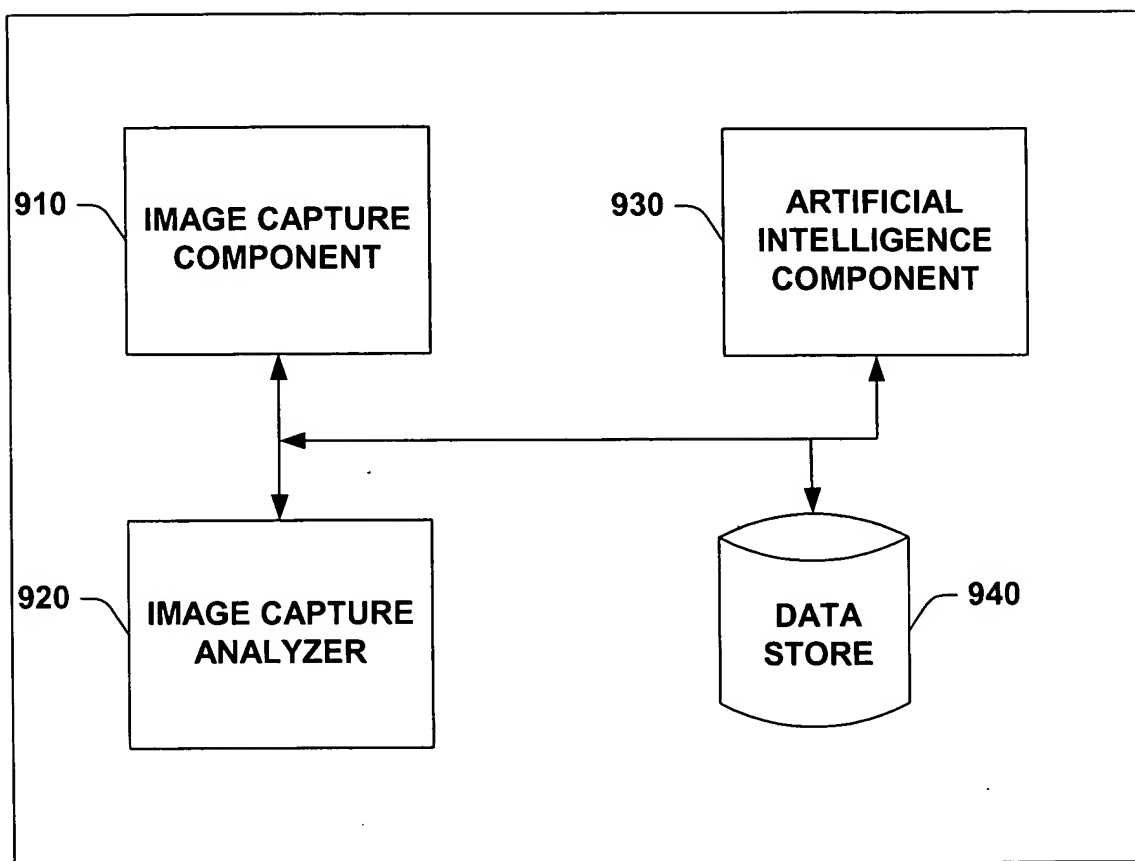 910
IMAGE CAPTURE
COMPONENT
930
ARTIFICIAL
INTELLIGENCE
COMPONENT
920
IMAGE CAPTURE
ANALYZER
DATA
STORE
940